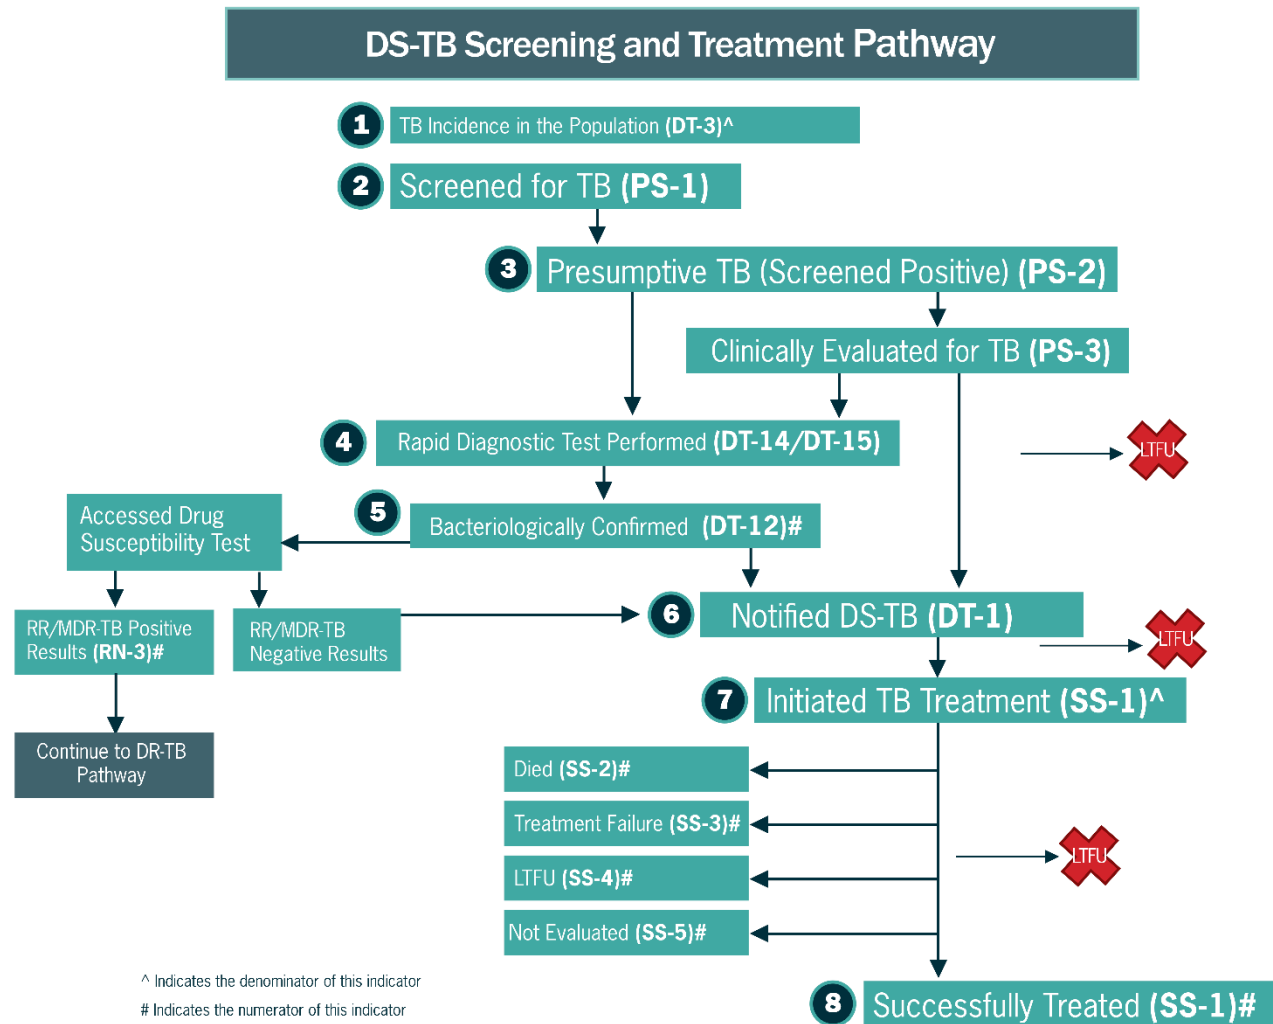 DS-TB Screening and Treatment Pathway
1
TB Incidence in the Population (DT-3)^
2
Screened for TB (PS-1)
3
Presumptive TB (Screened Positive) (PS-2)
Clinically Evaluated for TB (PS-3)
4
Rapid Diagnostic Test Performed (DT-14/DT-15)
LTFU
5
Bacteriologically Confirmed (DT-12)#
Accessed Drug
Susceptibility Test
RR/MDR-TB Positive
Results (RN-3)#
RR/MDR-TB
Negative Results
6
Notified DS-TB (DT-1)
LTFU
7
Initiated TB Treatment (SS-1)^
Continue to DR-TB
Pathway
Died (SS-2)#
Treatment Failure (SS-3)#
LTFU (SS-4)#
LTFU
Not Evaluated (SS-5)#
8
Successfully Treated (SS-1)#
^ Indicates the denominator of this indicator
# Indicates the numerator of this indicator